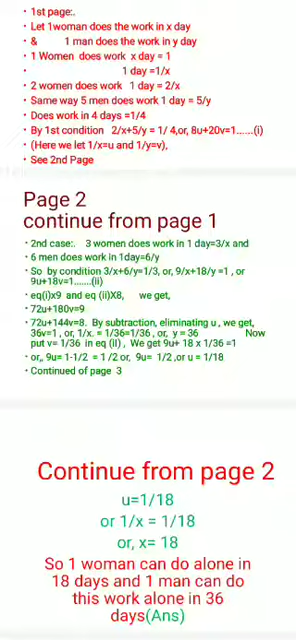 • 1st page:.
• Let 1woman does the work in x day
• & 1 man does the work in y day
• 1 Women does work x day = 1
• 1 day =1/x
• 2 women does work 1 day = 2/x
• Same way 5 men does work 1 day = 5/y
• Does work in 4 days =1/4
• By 1st condition 2/x+5/y = 1/ 4,or, 8u+20v=1......(i)
• (Here we let 1/x=u and 1/y=v),
• See 2nd Page
Page 2
continue from page 1
• 2nd case:. 3 women does work in 1 day=3/x and
• 6 men does work in 1day=6/y
• So by condition 3/x+6/y=1/3, or, 9/x+18/y =1 , or
9u+18v=1.......(ii)
• eq(i)x9 and eq (ii)X8, we get,
• 72u+180v=9
• 72u+144v=8. By subtraction, eliminating u , we get,
36v=1 , or, 1/x. = 1/36=1/36 , or, y = 36 Now
put v= 1/36 in eq (ii) , We get 9u+ 18 x 1/36 =1
• or,, 9u= 1-1/2 = 1/2 or, 9u= 1/2 ,or u = 1/18
• Continued of page 3
Continue from page 2
u=1/18
or 1/x = 1/18
or, x= 18
So 1 woman can do alone in
18 days and 1 man can do
this work alone in 36
days(Ans)